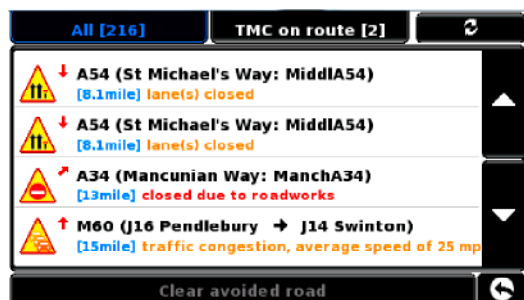 All [216]
TMC on route [2]
A54 (St Michael's Way: MiddlA54)
[8.1mile] lane(s) closed
A54 (St Michael's Way: MiddlA54)
[8.1mile] lane(s) closed
A34 (Mancunian Way: ManchA34)
[13mile] closed due to roadworks
M60 (J16 Pendlebury → J14 Swinton)
[15mile] traffic congestion, average speed of 25 mp
Clear avoided road